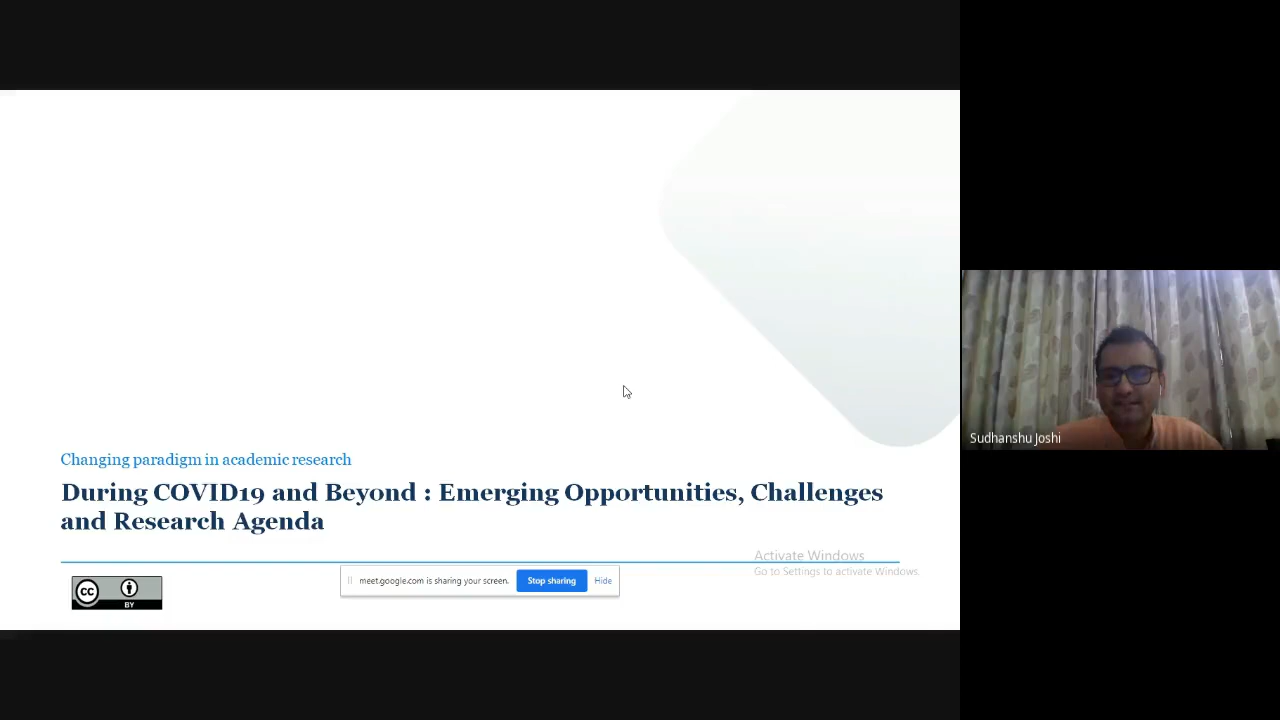 Changing paradigm in academic research
During COVID19 and Beyond : Emerging Opportunities, Challenges
and Research Agenda
Activate Windows
Go to Settings to activate Windows.
meet.google.com is sharing your screen.
Stop sharing
Hide
cc
BY
Sudhanshu Joshi